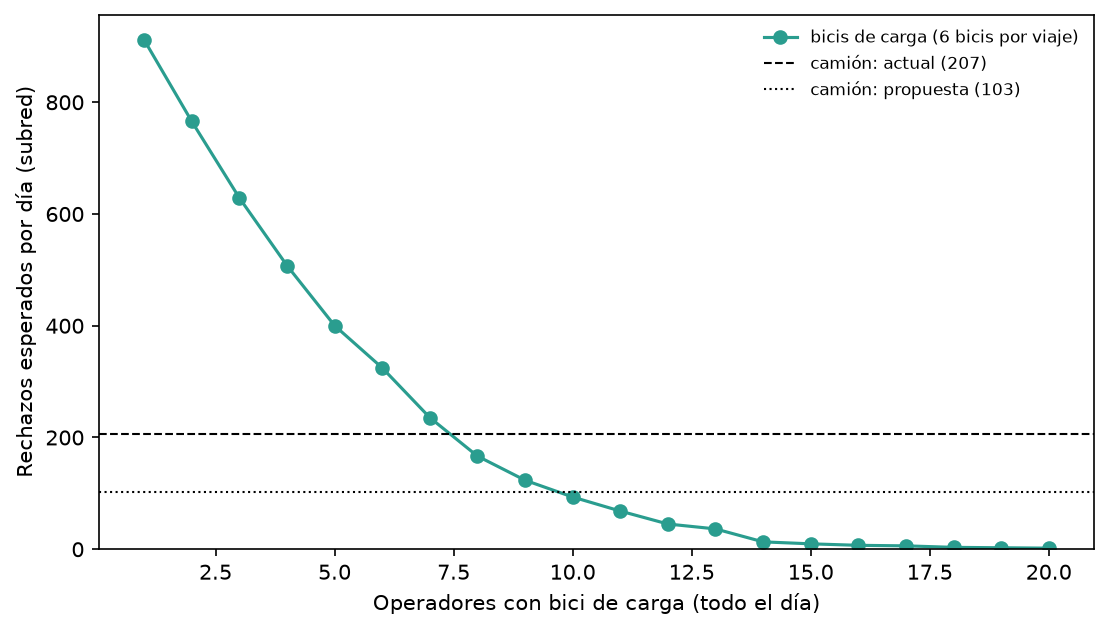 bicis de carga (6 bicis por viaje)
camión: actual (207)
camión: propuesta (103)
Rechazos esperados por día (subred)
800
600
400
200
0
2.5 5.0 7.5 10.0 12.5 15.0 17.5 20.0
Operadores con bici de carga (todo el día)